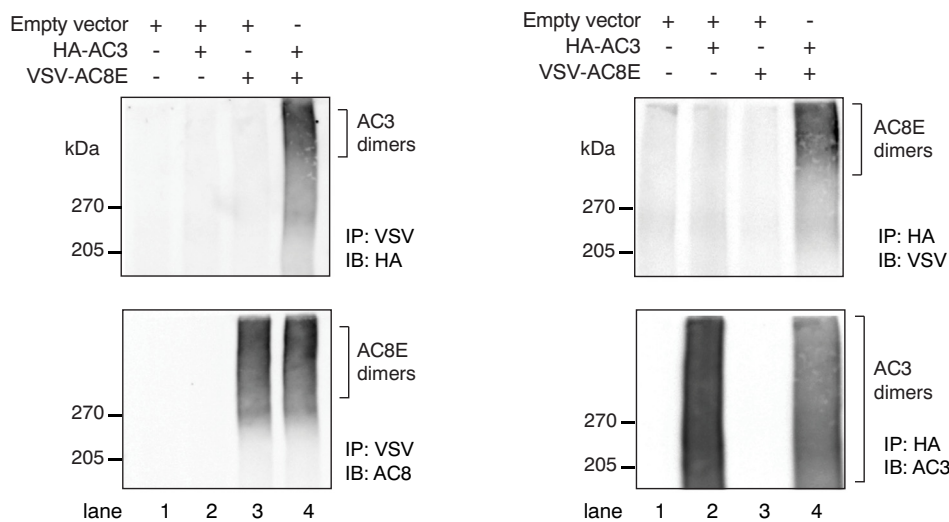 Empty vector + + + -
HA-AC3 - + - +
VSV-AC8E - - + +
kDa
270
205
AC3
dimers
IP: VSV
IB: HA
270
205
AC8E
dimers
IP: VSV
IB: AC8
lane 1 2 3 4
Empty vector + + + -
HA-AC3 - + - +
VSV-AC8E - - + +
kDa
270
205
AC8E
dimers
IP: HA
IB: VSV
270
205
AC3
dimers
IP: HA
IB: AC3
lane 1 2 3 4